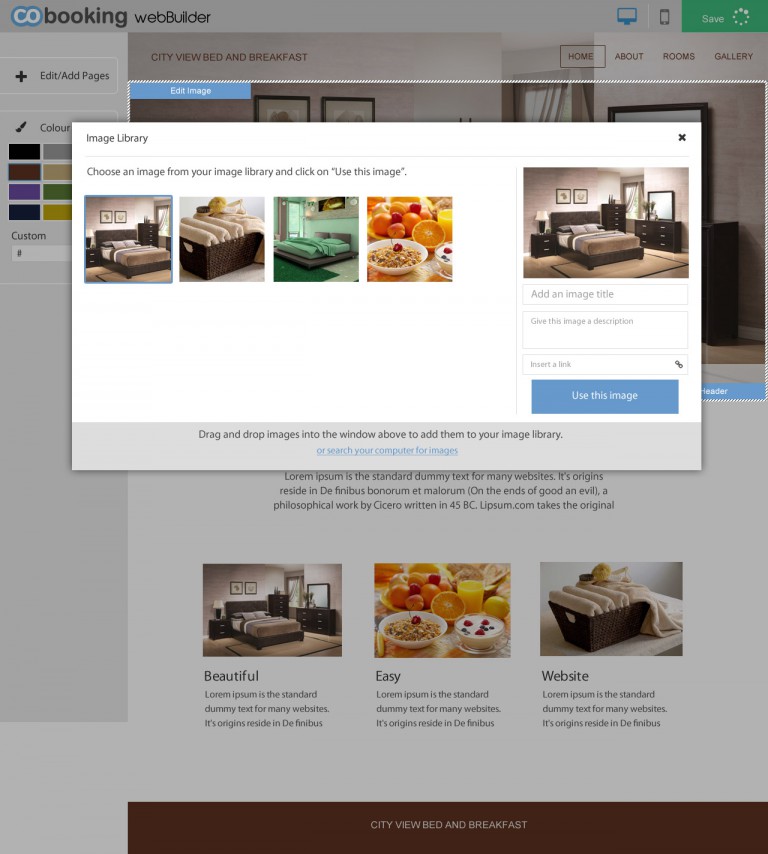 cobooking webBuilder
Save
Edit/Add Pages
Colour
Custom
#
CITY VIEW BED AND BREAKFAST
HOME ABOUT ROOMS GALLERY
Edit Image
Image Library
Choose an image from your image library and click on “Use this image”.
Add an image title
Give this image a description
Insert a link
Use this image
Header
Drag and drop images into the window above to add them to your image library.
or search your computer for images
Lorem ipsum is the standard dummy text for many websites. It's origins
reside in De finibus bonorum et malorum (On the ends of good an evil), a
philosophical work by Cicero written in 45 BC. Lipsum.com takes the original
Beautiful
Lorem ipsum is the standard
dummy text for many websites.
It's origins reside in De finibus
Easy
Lorem ipsum is the standard
dummy text for many websites.
It's origins reside in De finibus
Website
Lorem ipsum is the standard
dummy text for many websites.
It's origins reside in De finibus
CITY VIEW BED AND BREAKFAST